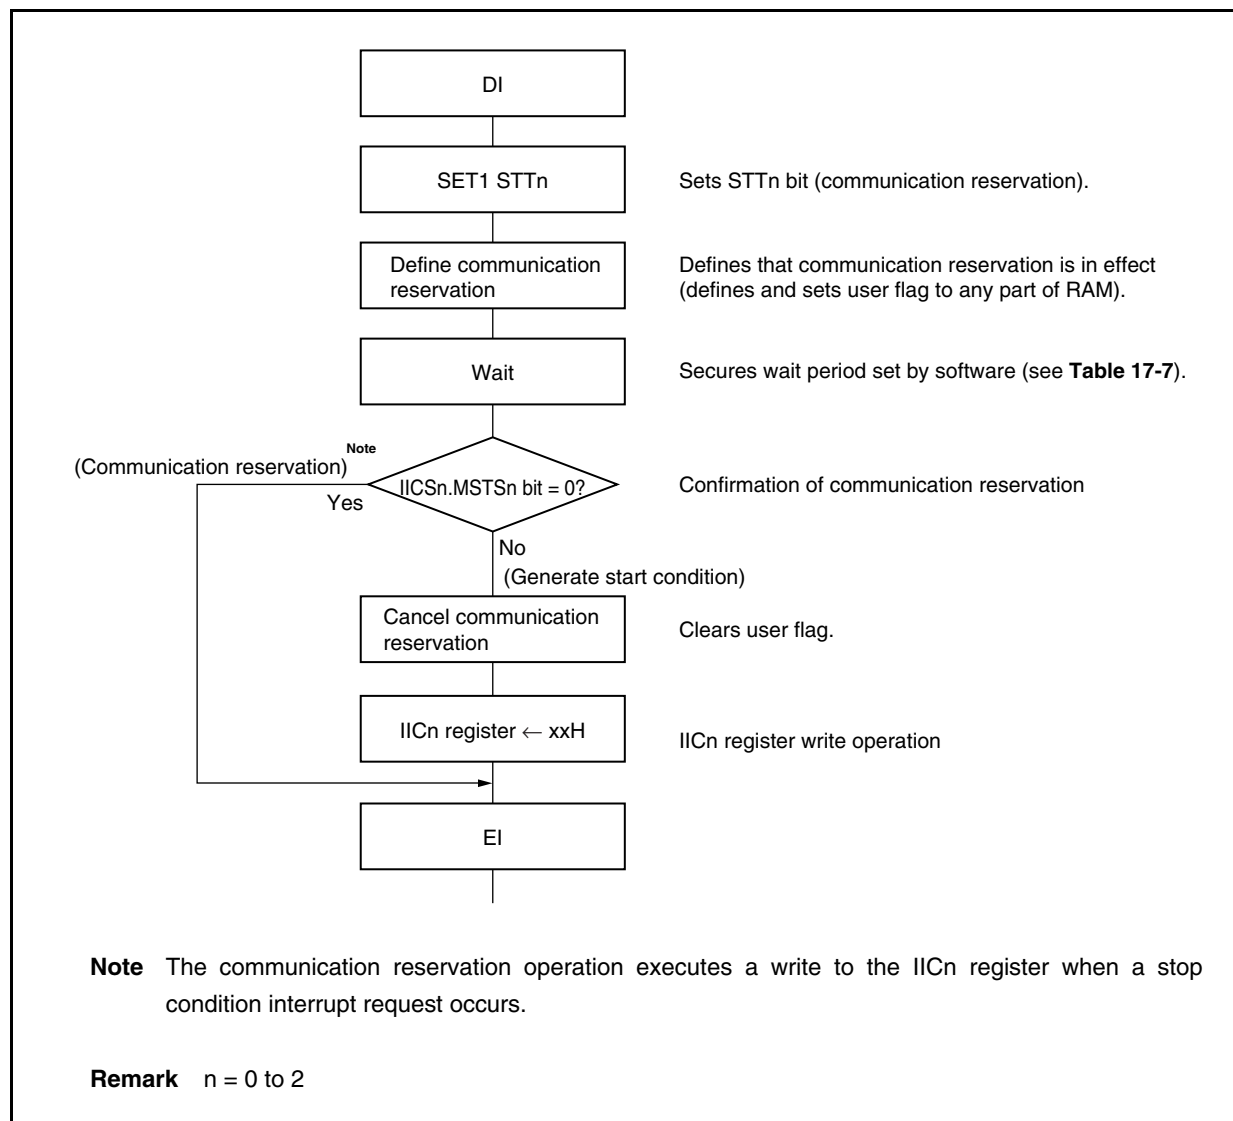 DI
SET1 STTn
Sets STTn bit (communication reservation).
Define communication
reservation
Defines that communication reservation is in effect
(defines and sets user flag to any part of RAM).
Wait
Secures wait period set by software (see Table 17-7).
(Communication reservation)Note
IICSn.MSTSn bit = 0?
Confirmation of communication reservation
Yes
No
(Generate start condition)
Cancel communication
reservation
Clears user flag.
IICn register ← xxH
IICn register write operation
EI
Note The communication reservation operation executes a write to the IICn register when a stop
condition interrupt request occurs.
Remark n = 0 to 2